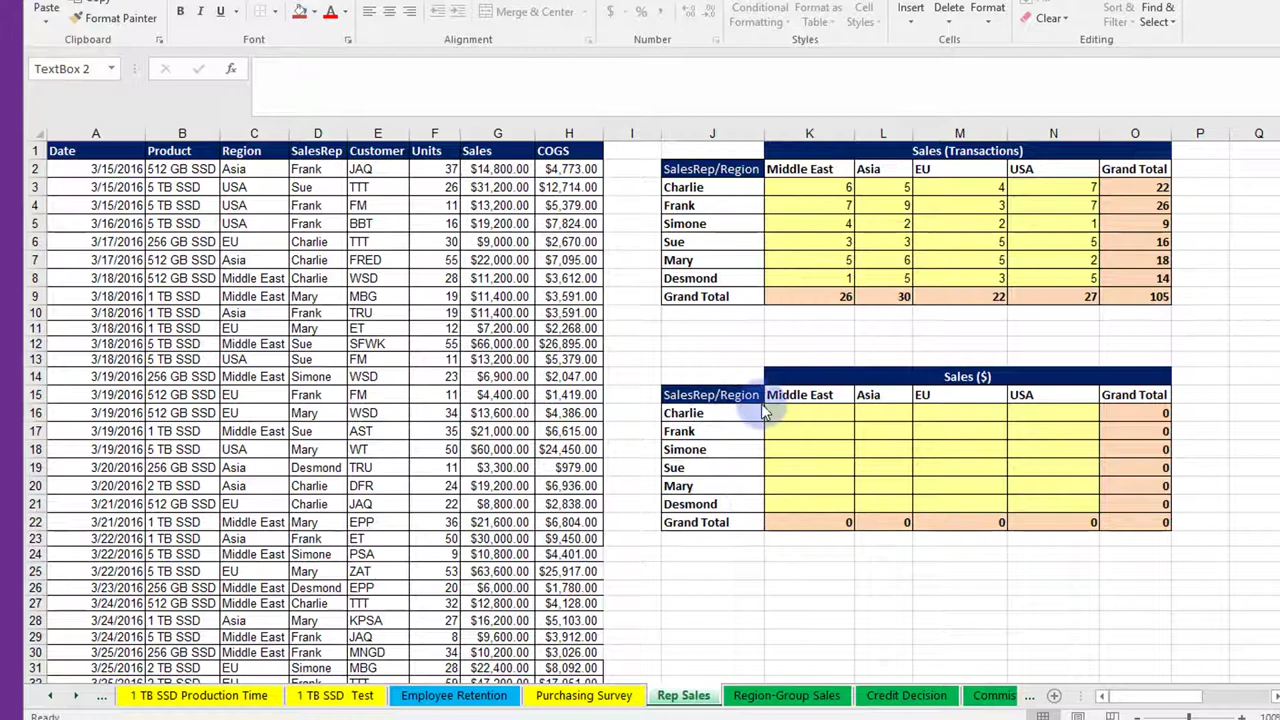 Paste Copy Format Painter B I U A Merge & Center $ % Conditional Formatting Format as Table Cell Styles Insert Delete Format Clear Sort & Filter Find & Select
Clipboard Font Alignment Number Styles Cells Editing
TextBox 2 fx
A B C D E F G H I J K L M N O P Q
1 Date Product Region SalesRep Customer Units Sales COGS Sales (Transactions)
2 3/15/2016 512 GB SSD Asia Frank JAQ 37 $14,800.00 $4,773.00 SalesRep/Region Middle East Asia EU USA Grand Total
3 3/15/2016 5 TB SSD USA Sue TTT 26 $31,200.00 $12,714.00 Charlie 6 5 4 7 22
4 3/15/2016 5 TB SSD USA Frank FM 11 $13,200.00 $5,379.00 Frank 7 9 3 7 26
5 3/16/2016 5 TB SSD USA Frank BBT 16 $19,200.00 $7,824.00 Simone 4 2 2 1 9
6 3/17/2016 256 GB SSD EU Charlie TTT 30 $9,000.00 $2,670.00 Sue 3 3 5 5 16
7 3/17/2016 512 GB SSD Asia Charlie FRED 55 $22,000.00 $7,095.00 Mary 5 6 5 2 18
8 3/18/2016 512 GB SSD Middle East Charlie WSD 28 $11,200.00 $3,612.00 Desmond 1 5 3 5 14
9 3/18/2016 1 TB SSD Middle East Mary MBG 19 $11,400.00 $3,591.00 Grand Total 26 30 22 27 105
10 3/18/2016 1 TB SSD Asia Frank TRU 19 $11,400.00 $3,591.00
11 3/18/2016 1 TB SSD EU Mary ET 12 $7,200.00 $2,268.00
12 3/18/2016 5 TB SSD Middle East Sue SFWK 55 $66,000.00 $26,895.00
13 3/18/2016 5 TB SSD USA Sue FM 11 $13,200.00 $5,379.00
14 3/19/2016 256 GB SSD Middle East Simone WSD 23 $6,900.00 $2,047.00 Sales ($)
15 3/19/2016 512 GB SSD EU Frank FM 11 $4,400.00 $1,419.00 SalesRep/Region Middle East Asia EU USA Grand Total
16 3/19/2016 512 GB SSD EU Mary WSD 34 $13,600.00 $4,386.00 Charlie 0
17 3/19/2016 1 TB SSD Middle East Sue AST 35 $21,000.00 $6,615.00 Frank 0
18 3/19/2016 5 TB SSD USA Mary WT 50 $60,000.00 $24,450.00 Simone 0
19 3/20/2016 256 GB SSD Asia Desmond TRU 11 $3,300.00 $979.00 Sue 0
20 3/20/2016 2 TB SSD Asia Charlie DFR 24 $19,200.00 $6,936.00 Mary 0
21 3/21/2016 512 GB SSD EU Charlie JAQ 22 $8,800.00 $2,838.00 Desmond 0
22 3/21/2016 1 TB SSD Middle East Mary EPP 36 $21,600.00 $6,804.00 Grand Total 0 0 0 0 0
23 3/22/2016 1 TB SSD Asia Frank ET 50 $30,000.00 $9,450.00
24 3/22/2016 5 TB SSD Middle East Simone PSA 9 $10,800.00 $4,401.00
25 3/22/2016 5 TB SSD EU Mary ZAT 53 $63,600.00 $25,917.00
26 3/23/2016 256 GB SSD Middle East Desmond EPP 20 $6,000.00 $1,780.00
27 3/24/2016 512 GB SSD Middle East Charlie TTT 32 $12,800.00 $4,128.00
28 3/24/2016 1 TB SSD Asia Mary KPSA 27 $16,200.00 $5,103.00
29 3/24/2016 5 TB SSD Middle East Frank JAQ 8 $9,600.00 $3,912.00
30 3/25/2016 256 GB SSD Middle East Frank MNGD 34 $10,200.00 $3,026.00
31 3/25/2016 2 TB SSD EU Simone MBG 28 $22,400.00 $8,092.00
... 1 TB SSD Production Time 1 TB SSD Test Employee Retention Purchasing Survey Rep Sales Region-Group Sales Credit Decision Commis ...
Ready